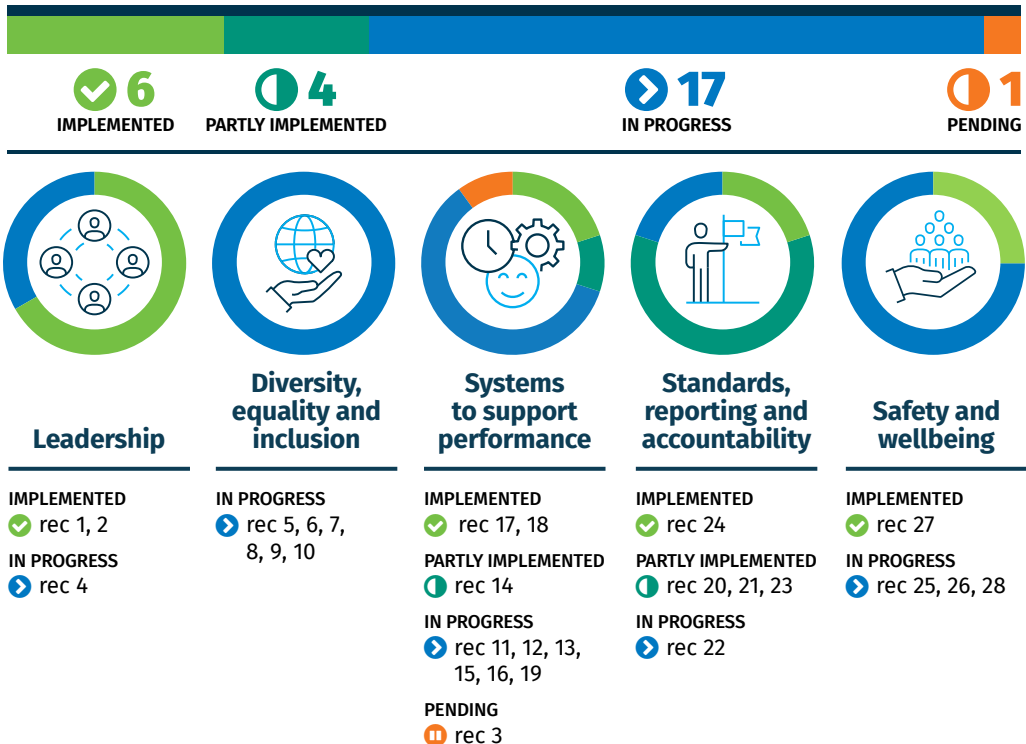 6
IMPLEMENTED
4
PARTLY IMPLEMENTED
17
IN PROGRESS
1
PENDING
Leadership
IMPLEMENTED
rec 1, 2
IN PROGRESS
rec 4
Diversity,
equality and
inclusion
IN PROGRESS
rec 5, 6, 7,
8, 9, 10
Systems
to support
performance
IMPLEMENTED
rec 17, 18
PARTLY IMPLEMENTED
rec 14
IN PROGRESS
rec 11, 12, 13,
15, 16, 19
PENDING
rec 3
Standards,
reporting and
accountability
IMPLEMENTED
rec 24
PARTLY IMPLEMENTED
rec 20, 21, 23
IN PROGRESS
rec 22
Safety and
wellbeing
IMPLEMENTED
rec 27
IN PROGRESS
rec 25, 26, 28